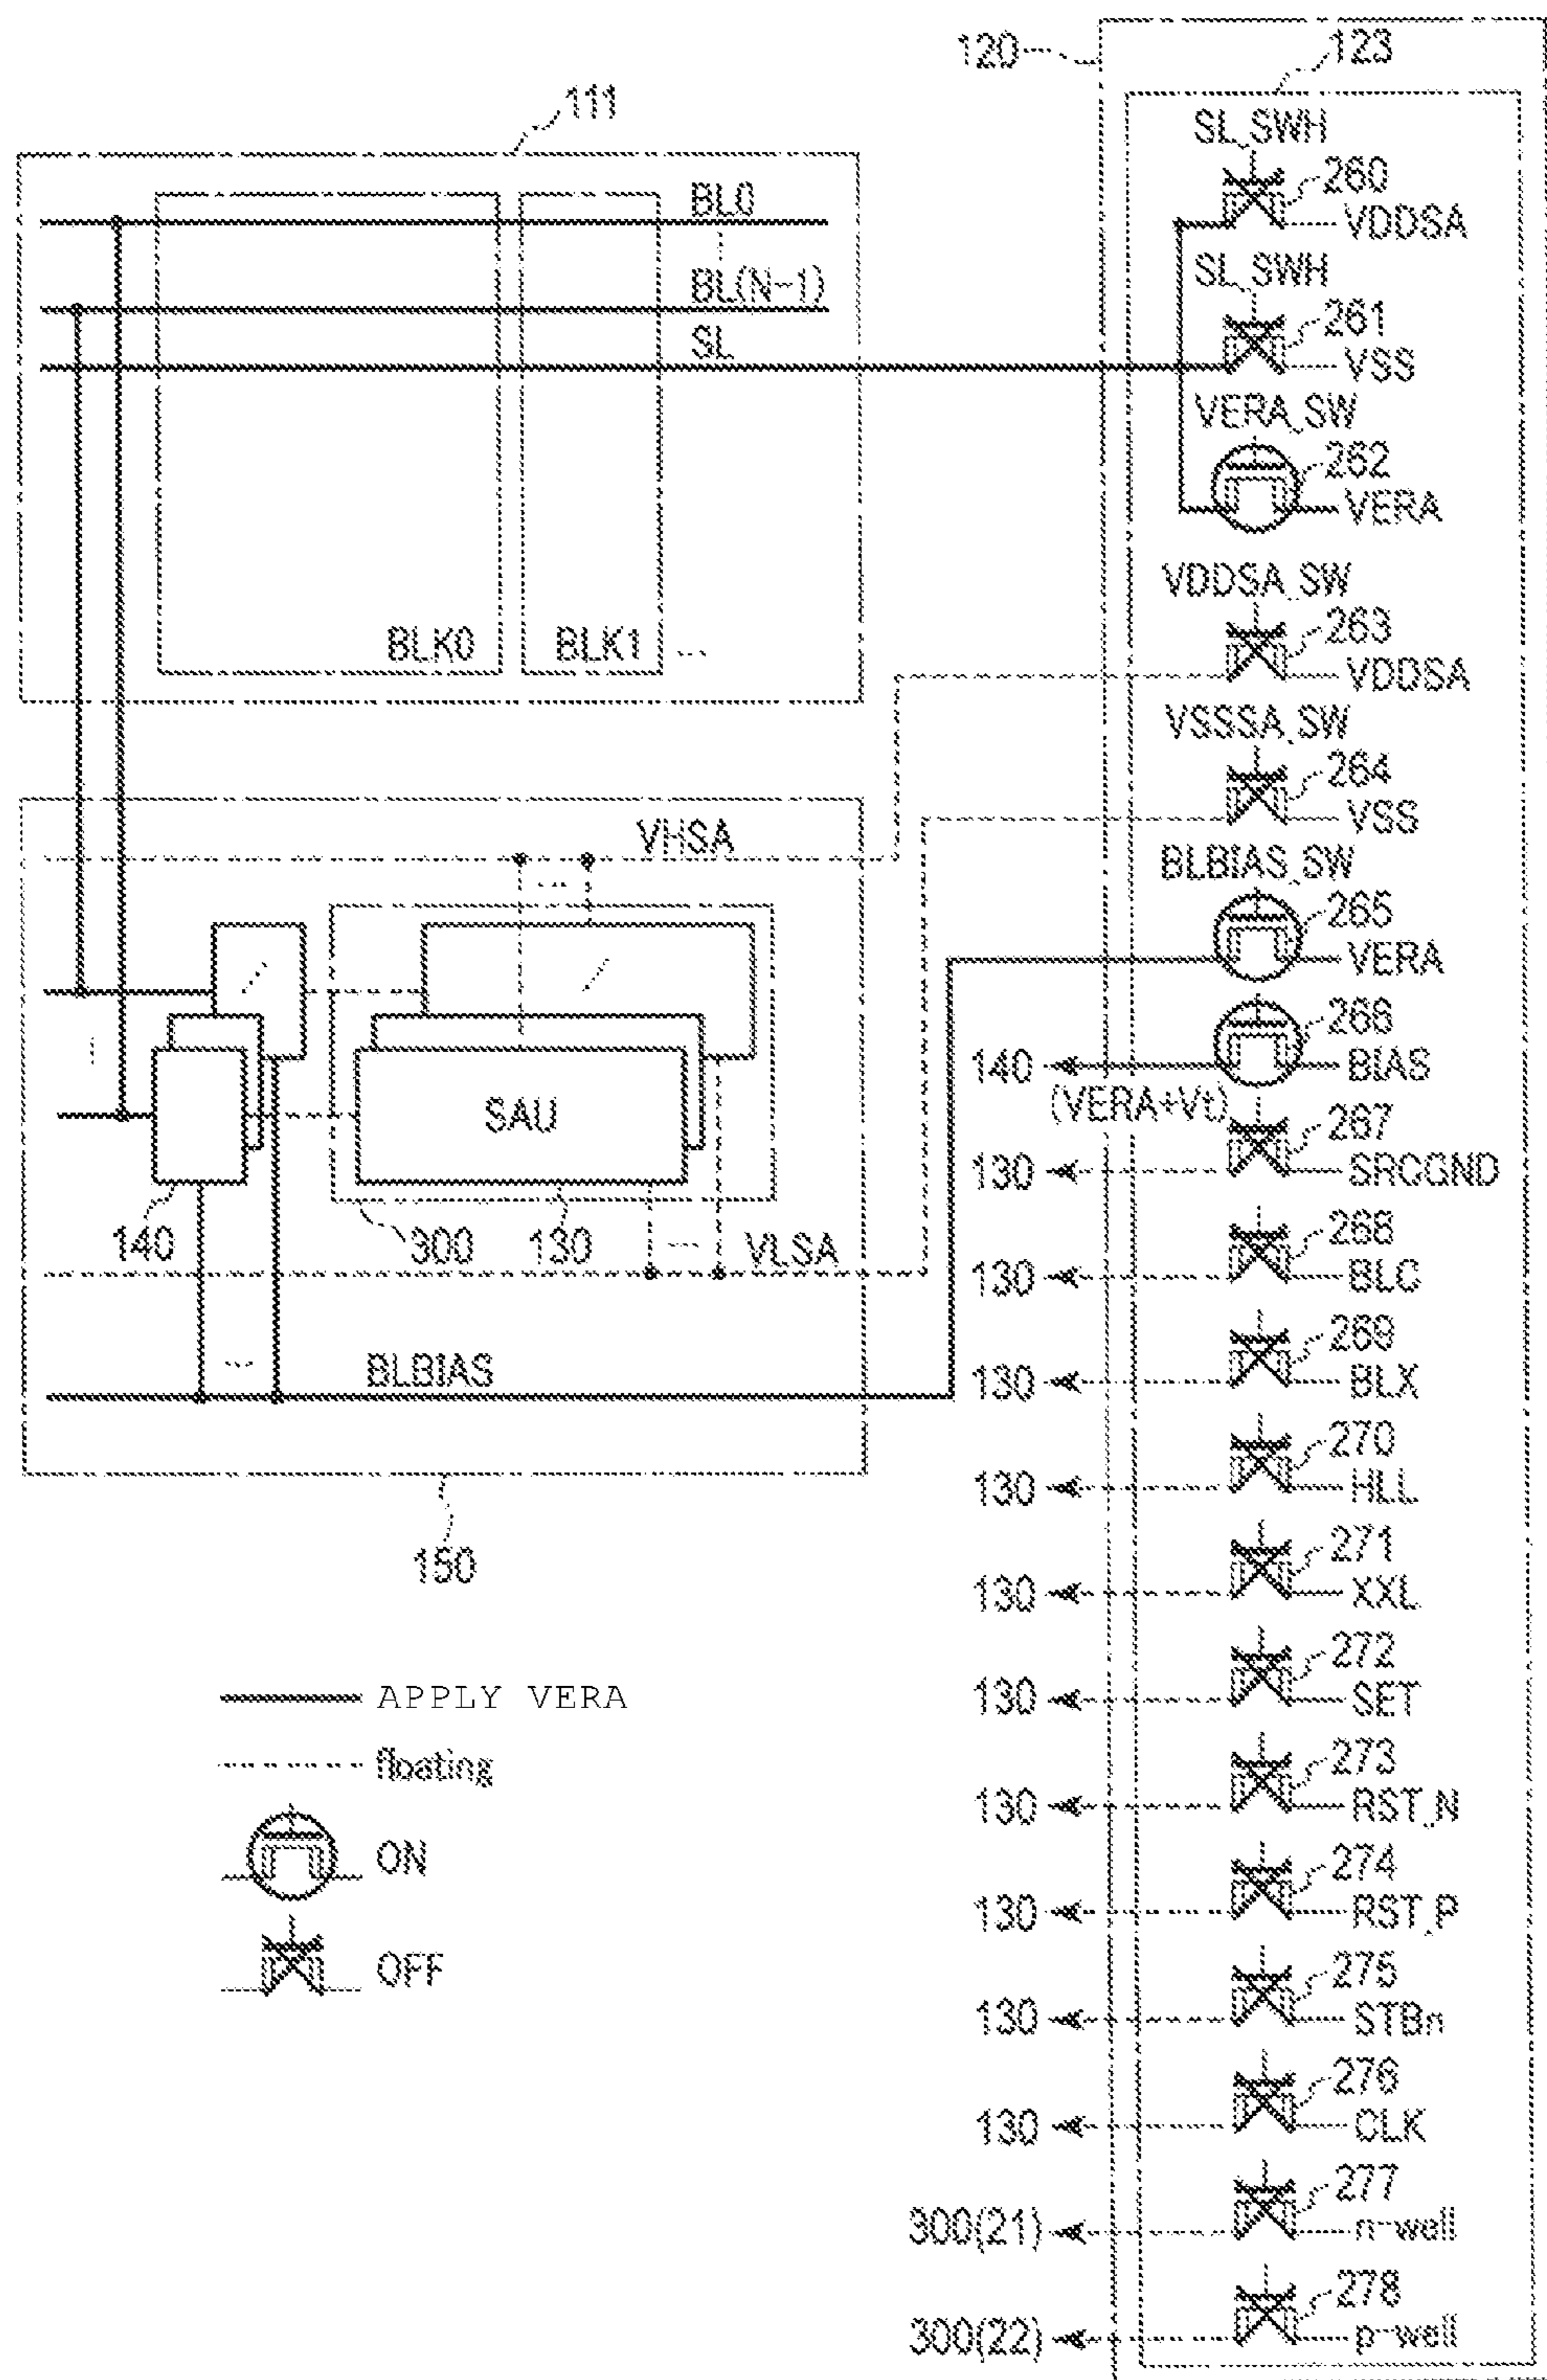 120
123
111
SL_SWH
260
VDDSA
BL0
BL(N-1)
SL
SL_SWH
261
VSS
VERA_SW
262
VERA
VDDSA_SW
263
VDDSA
BLK0
BLK1
...
VSSSA_SW
264
VSS
VHSA
...
BLBIAS_SW
265
VERA
266
140
BIAS
(VERA+Vt)
SAU
267
130
SRCGND
140
300
130
...
VLSA
268
130
BLC
...
BLBIAS
269
130
BLX
270
130
HLL
150
271
130
XXL
272
130
SET
APPLY VERA
floating
273
130
RST_N
ON
274
130
RST_P
OFF
275
130
STBn
276
130
CLK
277
300(21)
n-well
278
300(22)
p-well